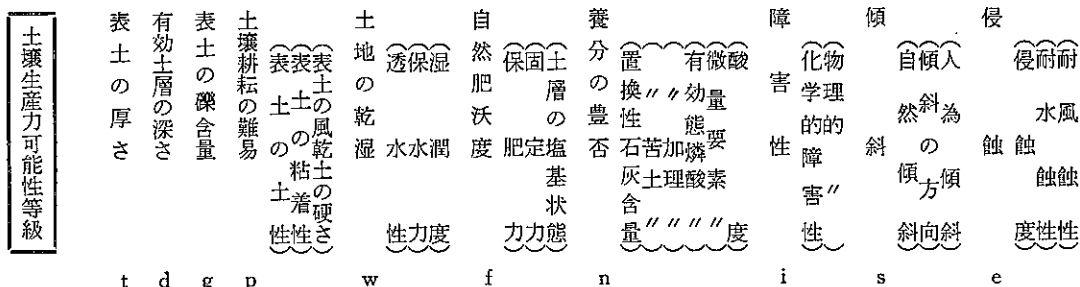 土壌生産力可能性等級
表土の厚さ t
有効土層の深さ d
表土の礫含量 g
土壌耕耘の難易 p
(表土の土性)
(表土の粘着性)
(表土の風乾土の硬さ)
土地の乾湿 w
(透水性)
(保水力)
(湿潤度)
自然肥沃度 f
(保肥力)
(固定力)
(土層の塩基状態)
養分の豊否 n
(置換性石灰含量)
(〃苦土〃)
(〃加理〃)
(有効態燐酸〃)
(微量要素〃)
(酸度)
障害性 i
(化学的障害性)
(物理的〃)
傾斜 s
(自然傾斜)
(傾斜の方向)
(人為傾斜)
侵蝕 e
(侵蝕度)
(耐水蝕性)
(耐風蝕性)